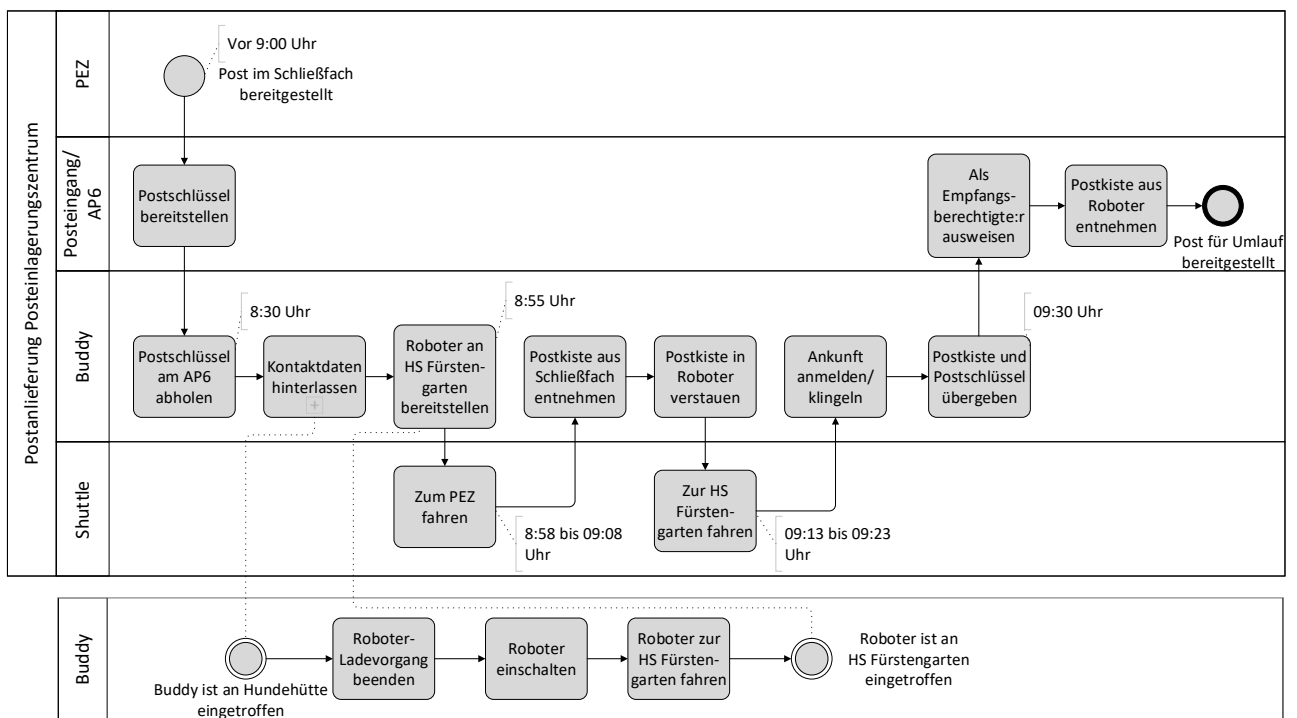 Postanlieferung Posteinlagerungszentrum
PEZ
Vor 9:00 Uhr
Post im Schließfach
bereitgestellt
Posteingang/
AP6
Postschlüssel
bereitstellen
Als
Empfangs-
berechtigte:r
ausweisen
Postkiste aus
Roboter
entnehmen
Post für Umlauf
bereitgestellt
Buddy
8:30 Uhr
8:55 Uhr
09:30 Uhr
Postschlüssel
am AP6
abholen
Kontaktdaten
hinterlassen
+
Roboter an
HS Fürsten-
garten
bereitstellen
Postkiste aus
Schließfach
entnehmen
Postkiste in
Roboter
verstauen
Ankunft
anmelden/
klingeln
Postkiste und
Postschlüssel
übergeben
Shuttle
Zum PEZ
fahren
8:58 bis 09:08
Uhr
Zur HS
Fürsten-
garten fahren
09:13 bis 09:23
Uhr
Buddy
Buddy ist an Hundehütte
eingetroffen
Roboter-
Ladevorgang
beenden
Roboter
einschalten
Roboter zur
HS Fürsten-
garten fahren
Roboter ist an
HS Fürstengarten
eingetroffen